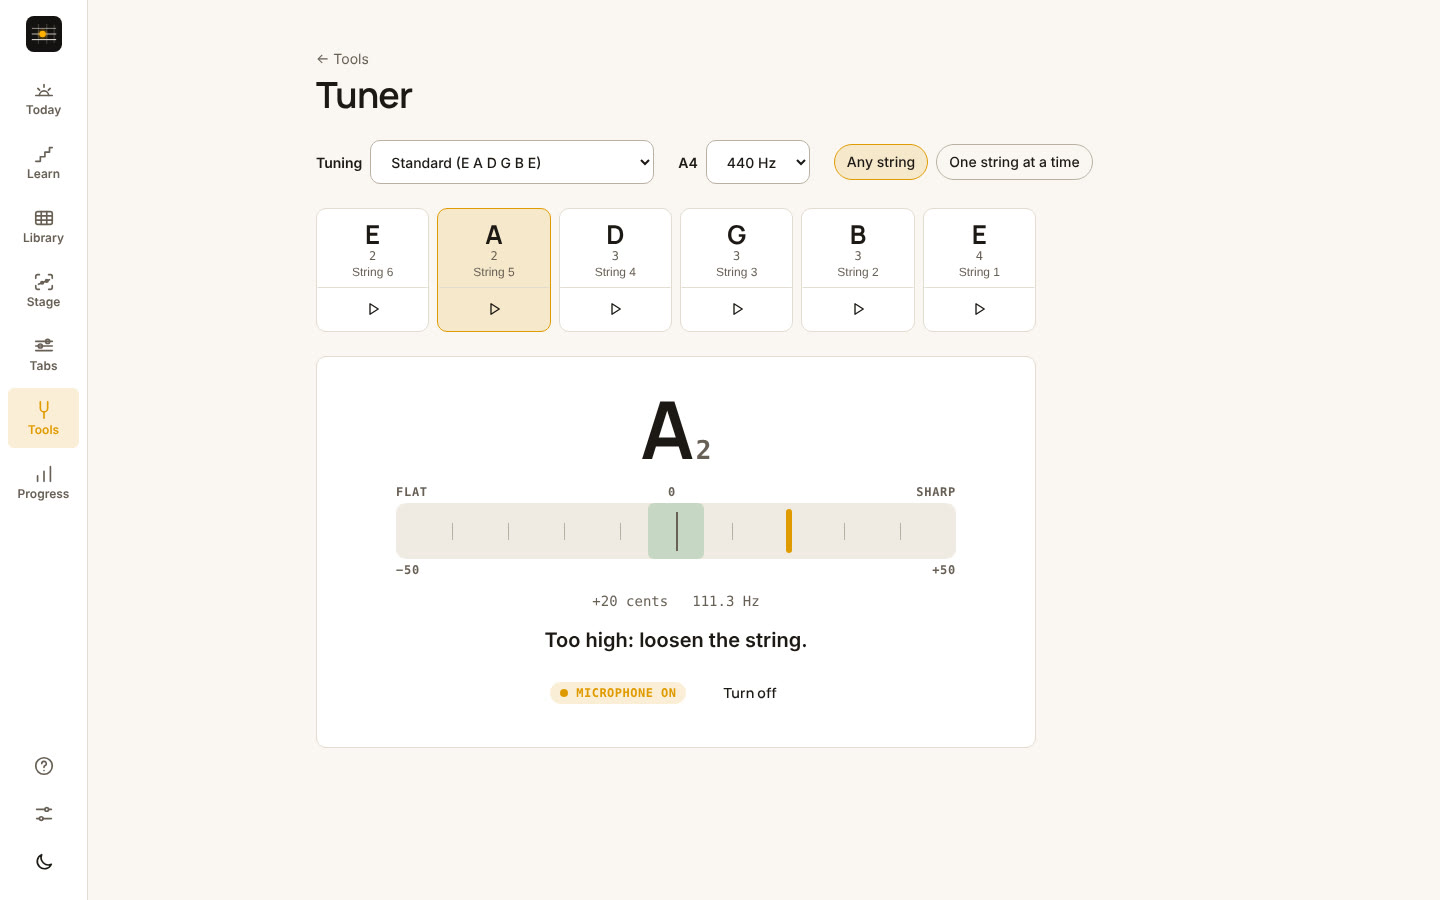 ← Tools
Tuner
Tuning Standard (E A D G B E) A4 440 Hz Any string One string at a time
E A D G B E
2 2 3 3 3 4
String 6 String 5 String 4 String 3 String 2 String 1
A2
FLAT 0 SHARP
−50 +50
+20 cents 111.3 Hz
Too high: loosen the string.
MICROPHONE ON Turn off
Today
Learn
Library
Stage
Tabs
Tools
Progress